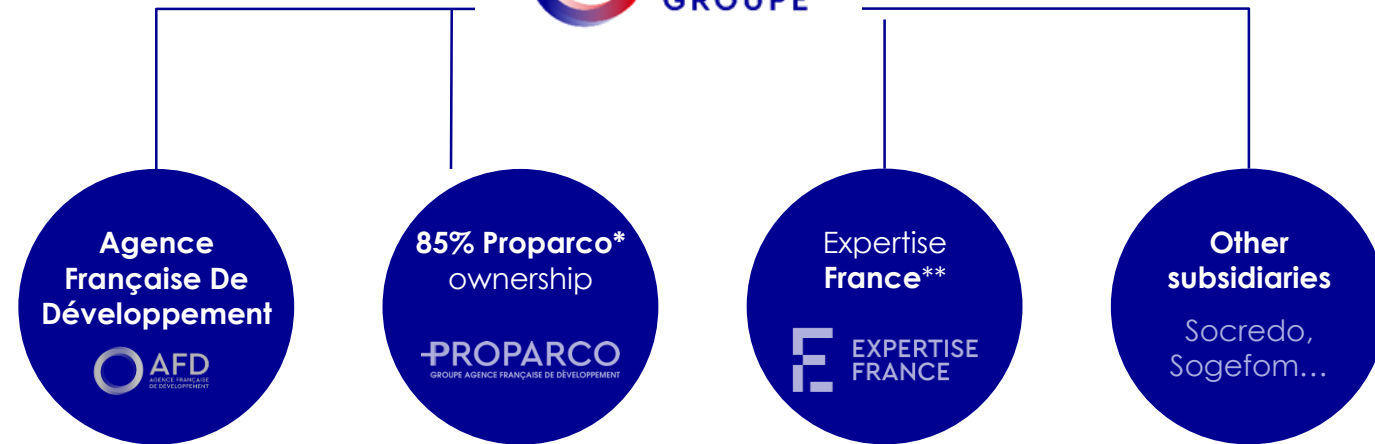 GROUPE
Agence
Française De
Développement
AFD
AGENCE FRANÇAISE
DE DÉVELOPPEMENT
85% Proparco*
ownership
PROPARCO
GROUPE AGENCE FRANÇAISE DE DÉVELOPPEMENT
Expertise
France**
EXPERTISE
FRANCE
Other
subsidiaries
Socredo,
Sogefom…